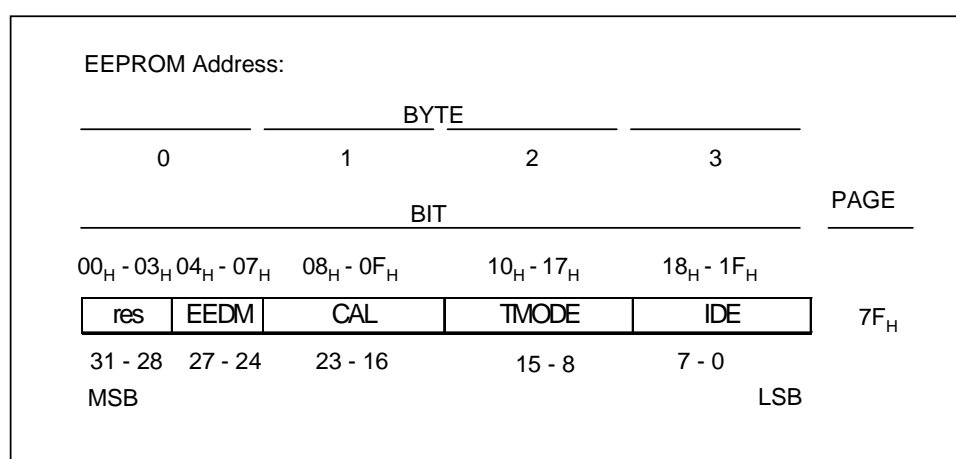 EEPROM Address:
BYTE
0 1 2 3
BIT PAGE
00H - 03H 04H - 07H 08H - 0FH 10H - 17H 18H - 1FH
res EEDM CAL TMODE IDE 7FH
31 - 28 27 - 24 23 - 16 15 - 8 7 - 0
MSB LSB